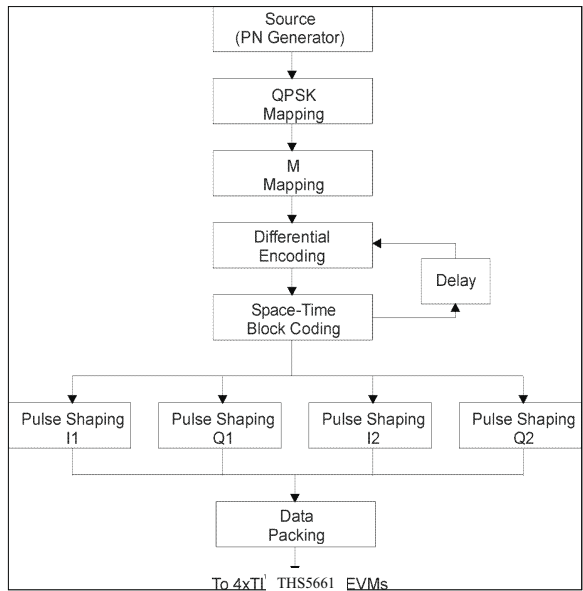 Source
(PN Generator)
QPSK
Mapping
M
Mapping
Differential
Encoding
Delay
Space-Time
Block Coding
Pulse Shaping
I1
Pulse Shaping
Q1
Pulse Shaping
I2
Pulse Shaping
Q2
Data
Packing
To 4xTI THS5661 EVMs